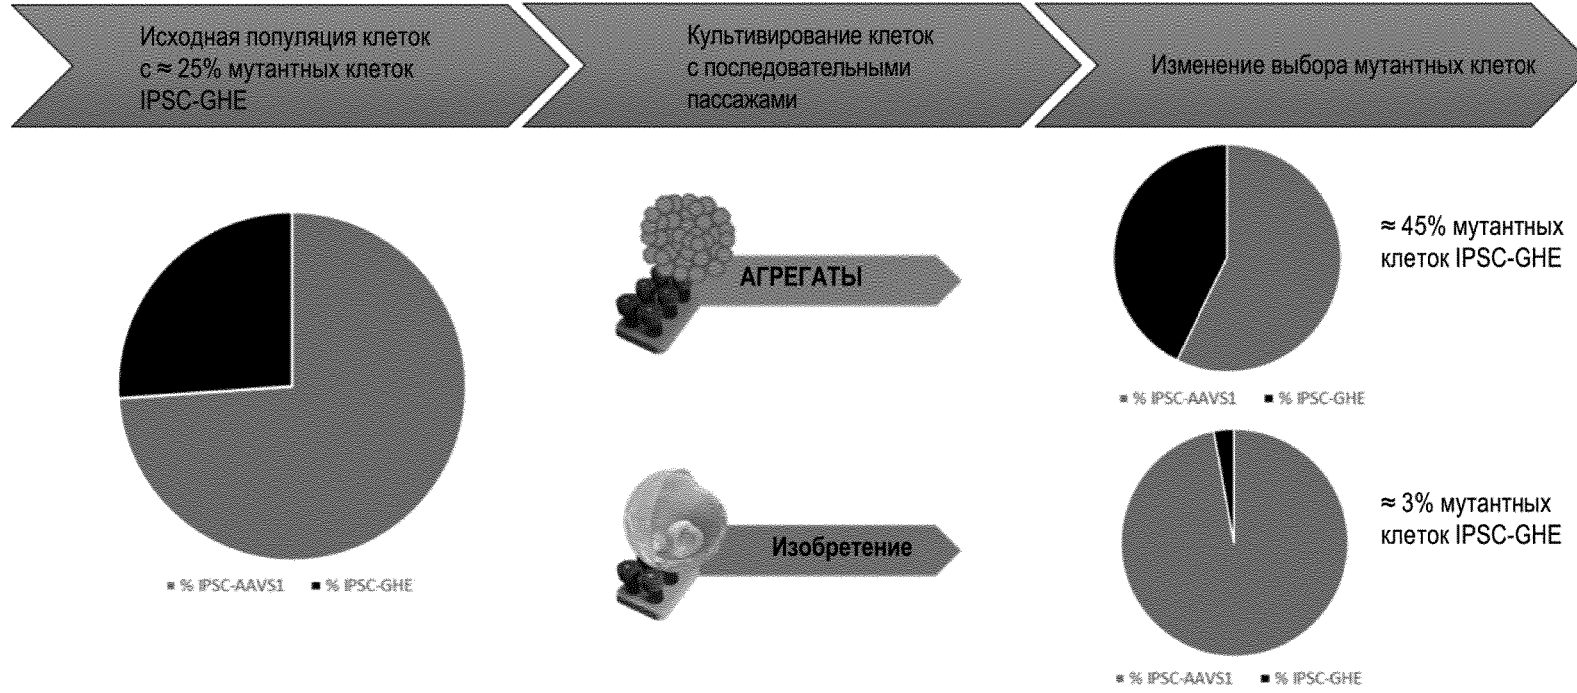 Исходная популяция клеток
с ≈ 25% мутантных клеток
IPSC-GHE
Культивирование клеток
с последовательными
пассажами
Изменение выбора мутантных клеток
% IPSC-AAVS1 % IPSC-GHE
АГРЕГАТЫ
≈ 45% мутантных
клеток IPSC-GHE
% IPSC-AAVS1 % IPSC-GHE
Изобретение
≈ 3% мутантных
клеток IPSC-GHE
% IPSC-AAVS1 % IPSC-GHE